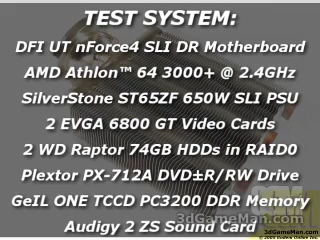 TEST SYSTEM:
DFI UT nForce4 SLI DR Motherboard
AMD Athlon™ 64 3000+ @ 2.4GHz
SilverStone ST65ZF 650W SLI PSU
2 EVGA 6800 GT Video Cards
2 WD Raptor 74GB HDDs in RAID0
Plextor PX-712A DVD±R/RW Drive
GeIL ONE TCCD PC3200 DDR Memory
3dGameMan.com
Audigy 2 ZS Sound Card
3dGameMan.com